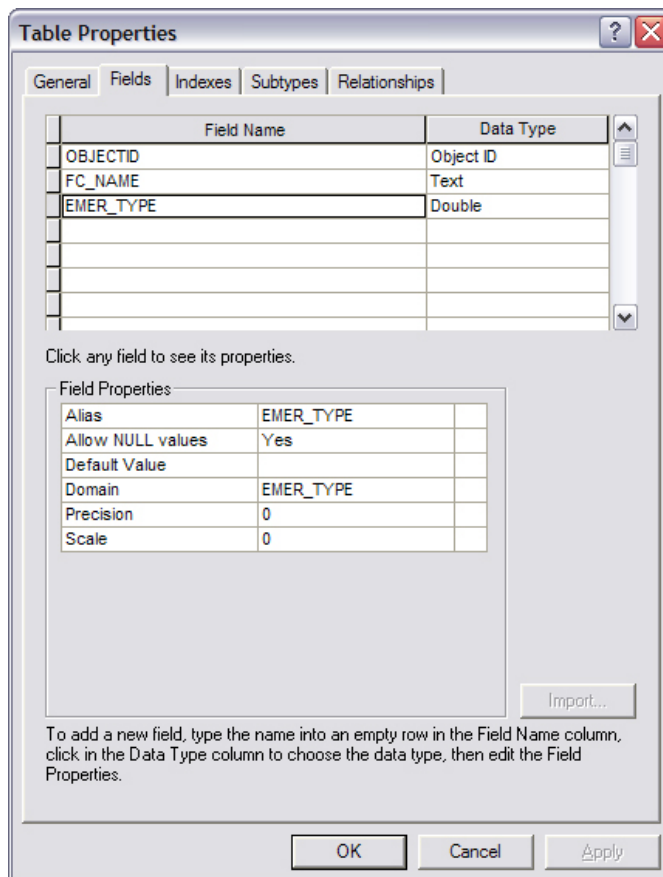 Table Properties
General Fields Indexes Subtypes Relationships
Field Name Data Type
OBJECTID Object ID
FC_NAME Text
EMER_TYPE Double
Click any field to see its properties.
Field Properties
Alias EMER_TYPE
Allow NULL values Yes
Default Value
Domain EMER_TYPE
Precision 0
Scale 0
Import...
To add a new field, type the name into an empty row in the Field Name column,
click in the Data Type column to choose the data type, then edit the Field
Properties.
OK Cancel Apply